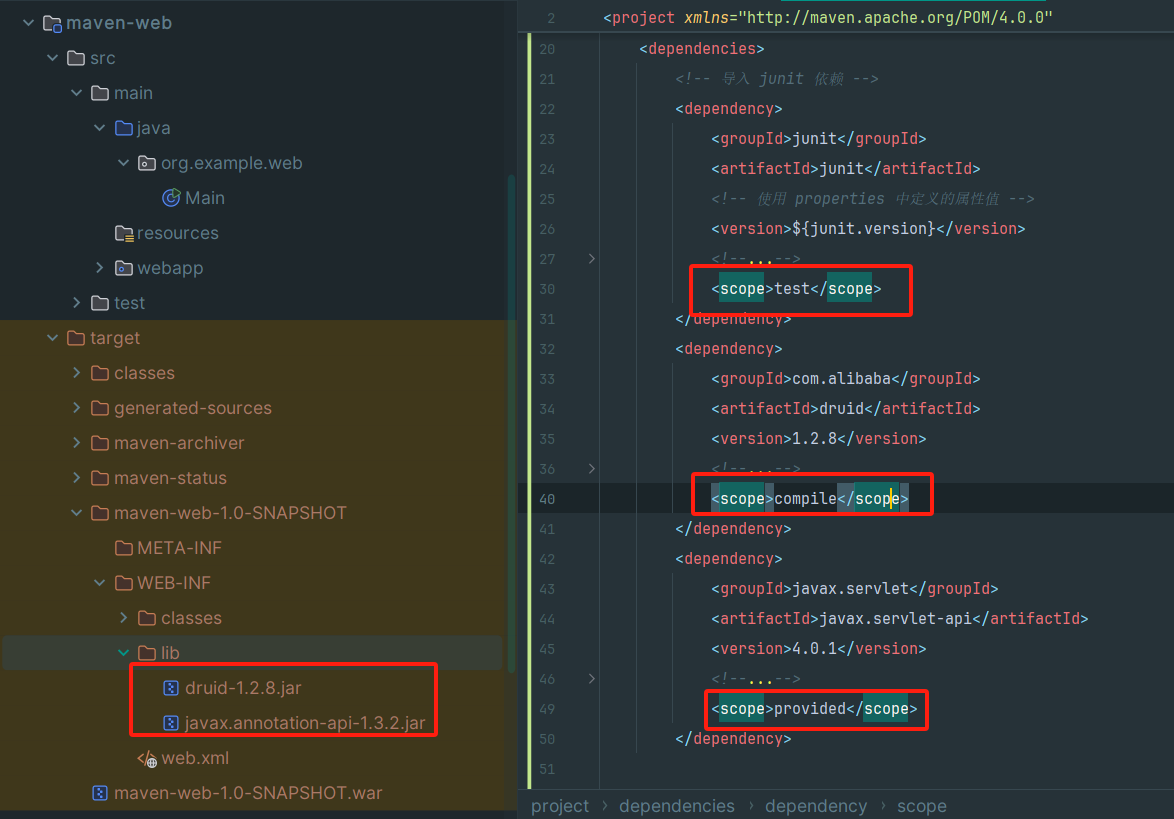 maven-web
src
main
java
org.example.web
Main
resources
webapp
test
target
classes
generated-sources
maven-archiver
maven-status
maven-web-1.0-SNAPSHOT
META-INF
WEB-INF
classes
lib
druid-1.2.8.jar
javax.annotation-api-1.3.2.jar
web.xml
maven-web-1.0-SNAPSHOT.war
2 <project xmlns="http://maven.apache.org/POM/4.0.0"
20 <dependencies>
21 <!-- 导入 junit 依赖 -->
22 <dependency>
23 <groupId>junit</groupId>
24 <artifactId>junit</artifactId>
25 <!-- 使用 properties 中定义的属性值 -->
26 <version>${junit.version}</version>
27 <!--...-->
30 <scope>test</scope>
31 </dependency>
32 <dependency>
33 <groupId>com.alibaba</groupId>
34 <artifactId>druid</artifactId>
35 <version>1.2.8</version>
36 <!--...-->
40 <scope>compile</scope>
41 </dependency>
42 <dependency>
43 <groupId>javax.servlet</groupId>
44 <artifactId>javax.servlet-api</artifactId>
45 <version>4.0.1</version>
46 <!--...-->
49 <scope>provided</scope>
50 </dependency>
51
project › dependencies › dependency › scope